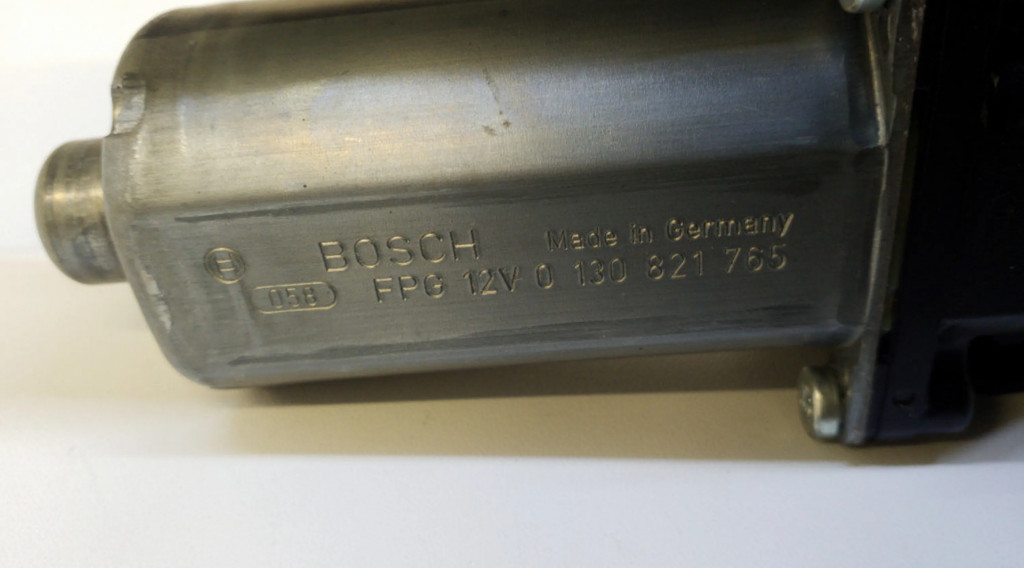 BOSCH Made in Germany
058 FPG 12V 0 130 821 765